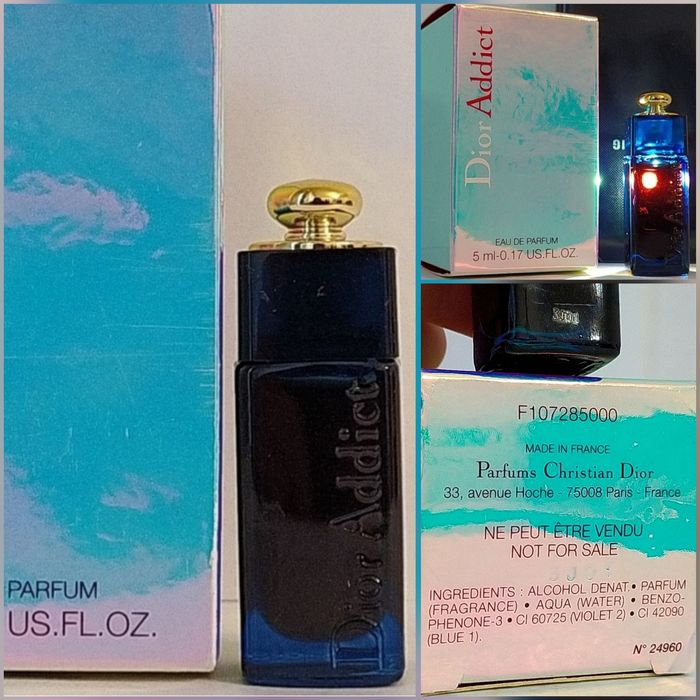 PARFUM
US.FL.OZ.
Dior Addict
Dior Addict
EAU DE PARFUM
5 ml-0.17 US.FL.OZ.
F107285000
MADE IN FRANCE
Parfums Christian Dior
33, avenue Hoche - 75008 Paris - France
NE PEUT ÊTRE VENDU
NOT FOR SALE
INGREDIENTS : ALCOHOL DENAT. • PARFUM
(FRAGRANCE) • AQUA (WATER) • BENZO-
PHENONE-3 • CI 60725 (VIOLET 2) • CI 42090
(BLUE 1).
N° 24960